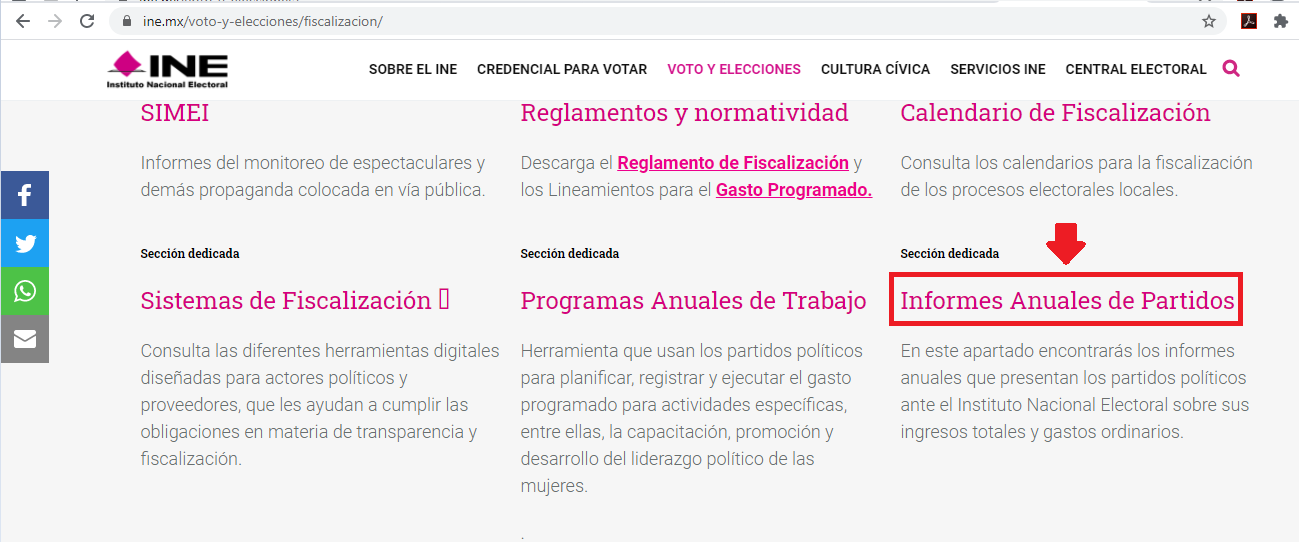 ine.mx/voto-y-elecciones/fiscalizacion/
INE
Instituto Nacional Electoral
SOBRE EL INE CREDENCIAL PARA VOTAR VOTO Y ELECCIONES CULTURA CÍVICA SERVICIOS INE CENTRAL ELECTORAL
SIMEI
Informes del monitoreo de espectaculares y
demás propaganda colocada en vía pública.
Reglamentos y normatividad
Descarga el Reglamento de Fiscalización y
los Lineamientos para el Gasto Programado.
Calendario de Fiscalización
Consulta los calendarios para la fiscalización
de los procesos electorales locales.
Sección dedicada
Sistemas de Fiscalización
Consulta las diferentes herramientas digitales
diseñadas para actores políticos y
proveedores, que les ayudan a cumplir las
obligaciones en materia de transparencia y
fiscalización.
Sección dedicada
Programas Anuales de Trabajo
Herramienta que usan los partidos políticos
para planificar, registrar y ejecutar el gasto
programado para actividades específicas,
entre ellas, la capacitación, promoción y
desarrollo del liderazgo político de las
mujeres.
.
Sección dedicada
Informes Anuales de Partidos
En este apartado encontrarás los informes
anuales que presentan los partidos políticos
ante el Instituto Nacional Electoral sobre sus
ingresos totales y gastos ordinarios.